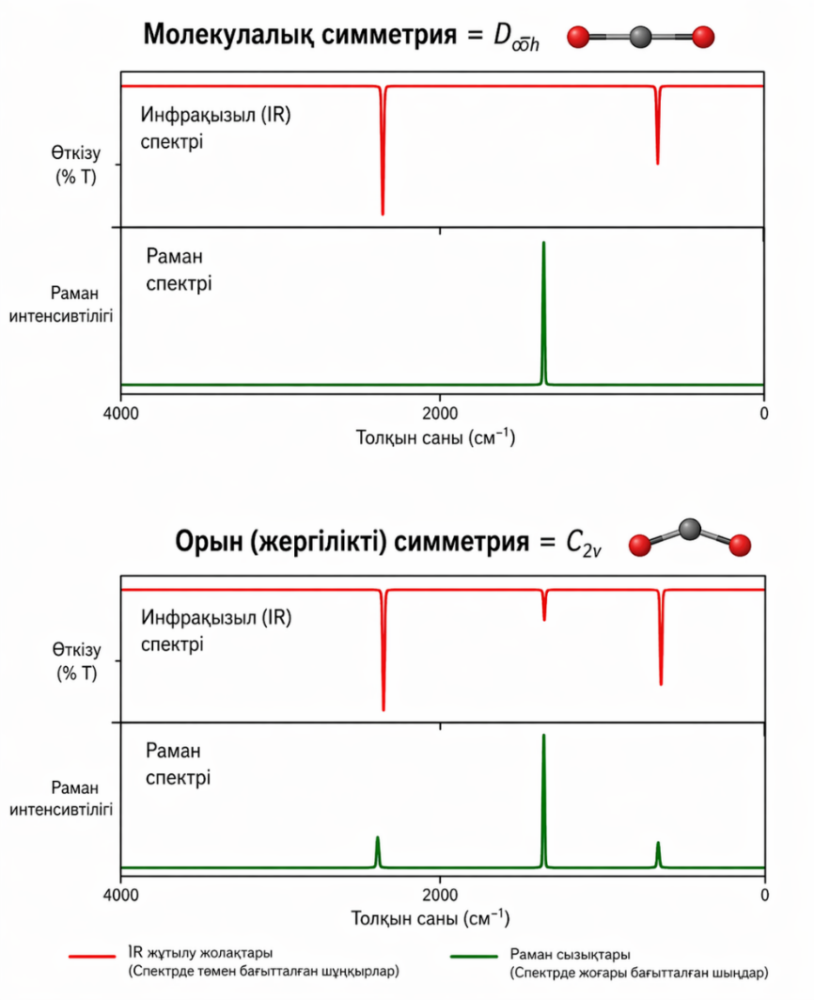 Молекулалық симметрия = D∞h
Инфрақызыл (IR)
спектрі
Өткізу
(% T)
Раман
спектрі
Раман
интенсивтілігі
4000 2000 0
Толқын саны (см⁻¹)
Орын (жергілікті) симметрия = C2v
Инфрақызыл (IR)
спектрі
Өткізу
(% T)
Раман
спектрі
Раман
интенсивтілігі
4000 2000 0
Толқын саны (см⁻¹)
IR жұтылу жолақтары
(Спектрде төмен бағытталған шұңқырлар)
Раман сызықтары
(Спектрде жоғары бағытталған шыңдар)